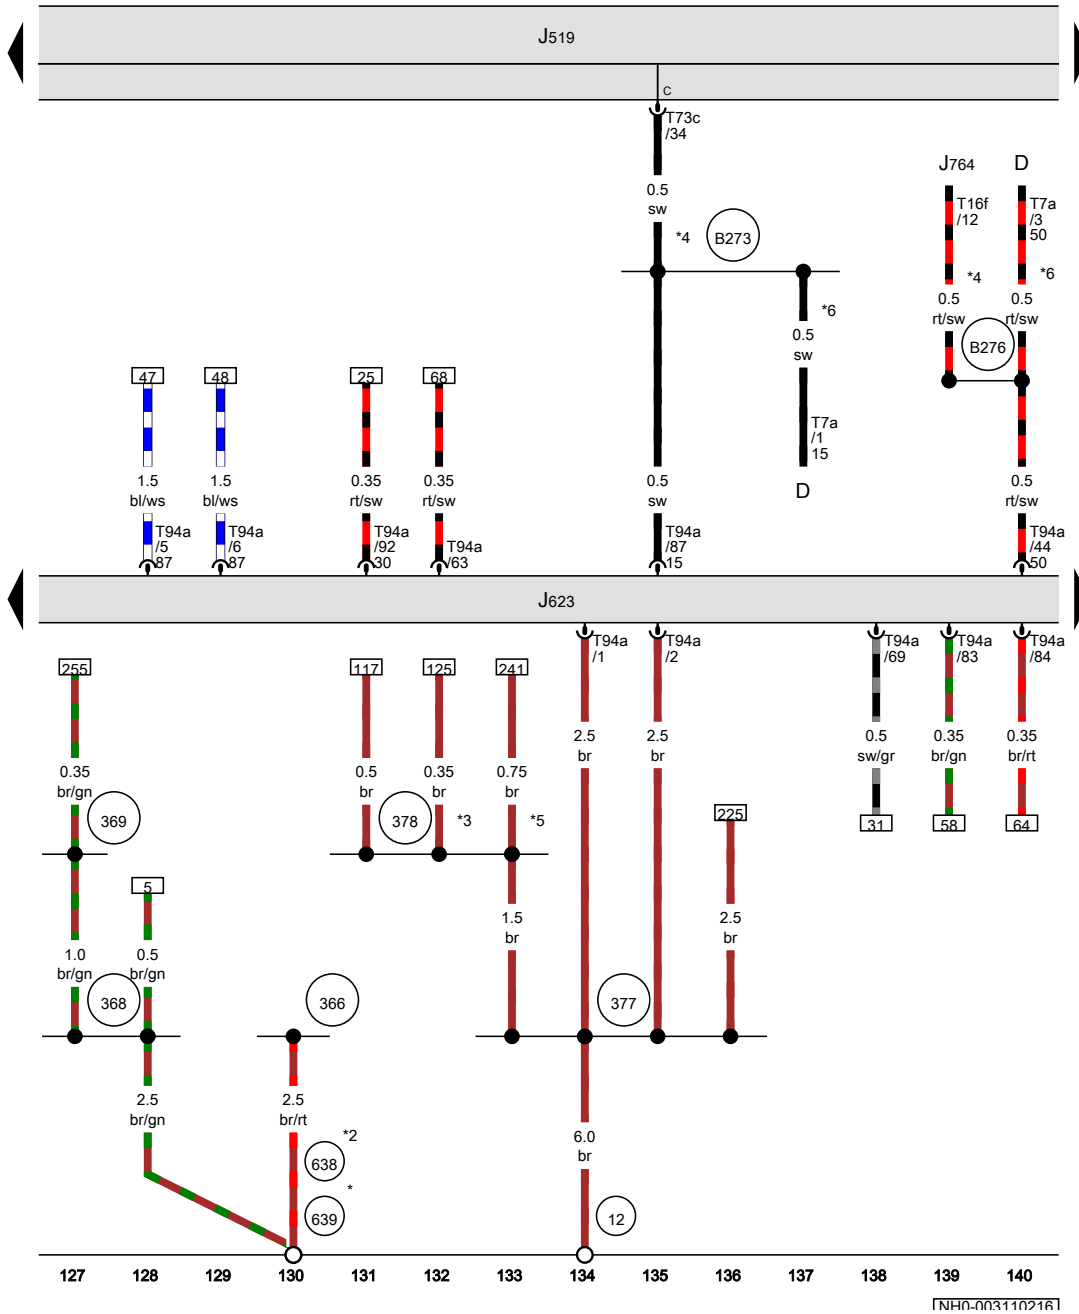 J519
c
T73c
/34
0.5
sw
*4
B273
*6
0.5
sw
T7a
/1
15
D
J764
D
T16f
/12
T7a
/3
50
*4
*6
0.5
rt/sw
0.5
rt/sw
B276
47
48
25
68
1.5
bl/ws
1.5
bl/ws
0.35
rt/sw
0.35
rt/sw
0.5
sw
0.5
rt/sw
T94a
/5
87
T94a
/6
87
T94a
/92
30
T94a
/63
T94a
/87
15
T94a
/44
50
J623
T94a
/1
T94a
/2
T94a
/69
T94a
/83
T94a
/84
255
117
125
241
0.35
br/gn
0.5
br
0.35
br
0.75
br
2.5
br
2.5
br
0.5
sw/gr
0.35
br/gn
0.35
br/rt
369
378
*3
*5
225
31
58
64
5
1.0
br/gn
0.5
br/gn
1.5
br
2.5
br
368
366
377
2.5
br/gn
2.5
br/rt
6.0
br
*2
638
*
639
12
127 128 129 130 131 132 133 134 135 136 137 138 139 140
NH0-003110216